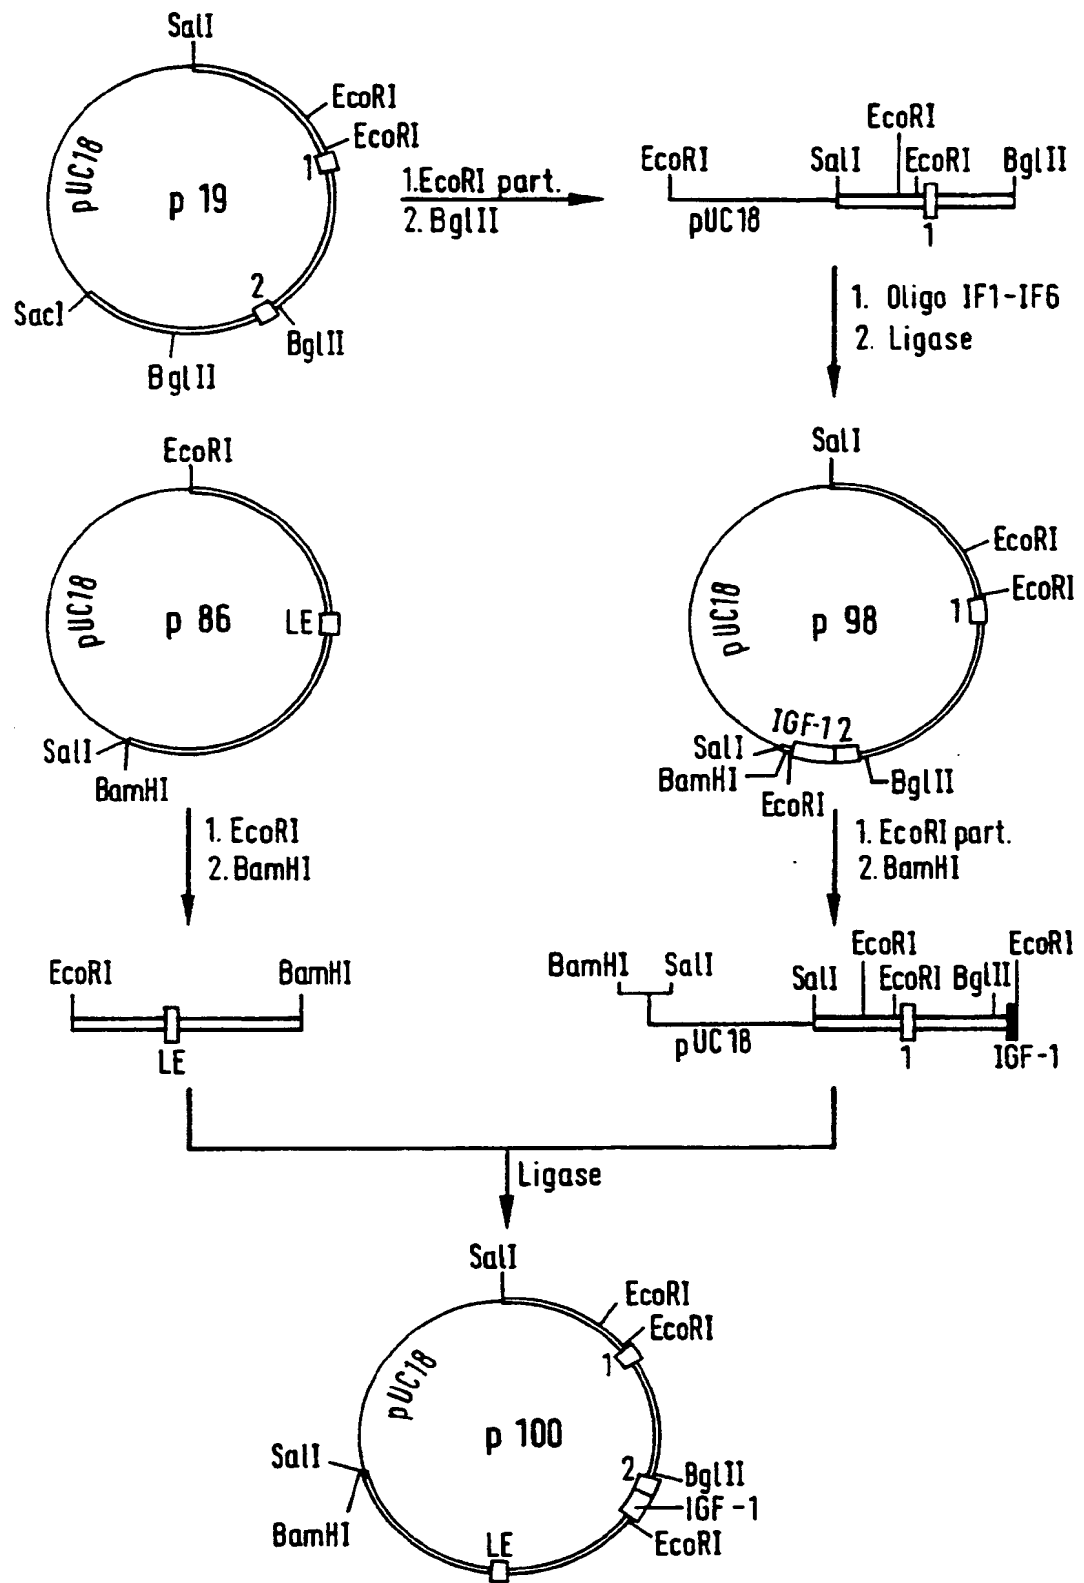 SalI
EcoRI
EcoRI
1
pUC18
p 19
2
SacI
BglII
BglII
1.EcoRI part.
2. BglII
EcoRI
EcoRI
SalI
EcoRI
BglII
pUC18
1
1. Oligo IF1-IF6
2. Ligase
EcoRI
pUC18
p 86
LE
SalI
BamHI
SalI
EcoRI
EcoRI
1
pUC18
p 98
IGF-1 2
SalI
BamHI
EcoRI
BglII
1. EcoRI
2. BamHI
1. EcoRI part.
2. BamHI
EcoRI
BamHI
LE
BamHI
SalI
SalI
EcoRI
EcoRI
BglII
EcoRI
pUC18
1
IGF-1
Ligase
SalI
EcoRI
EcoRI
1
pUC18
p 100
SalI
BamHI
2
BglII
IGF-1
EcoRI
LE